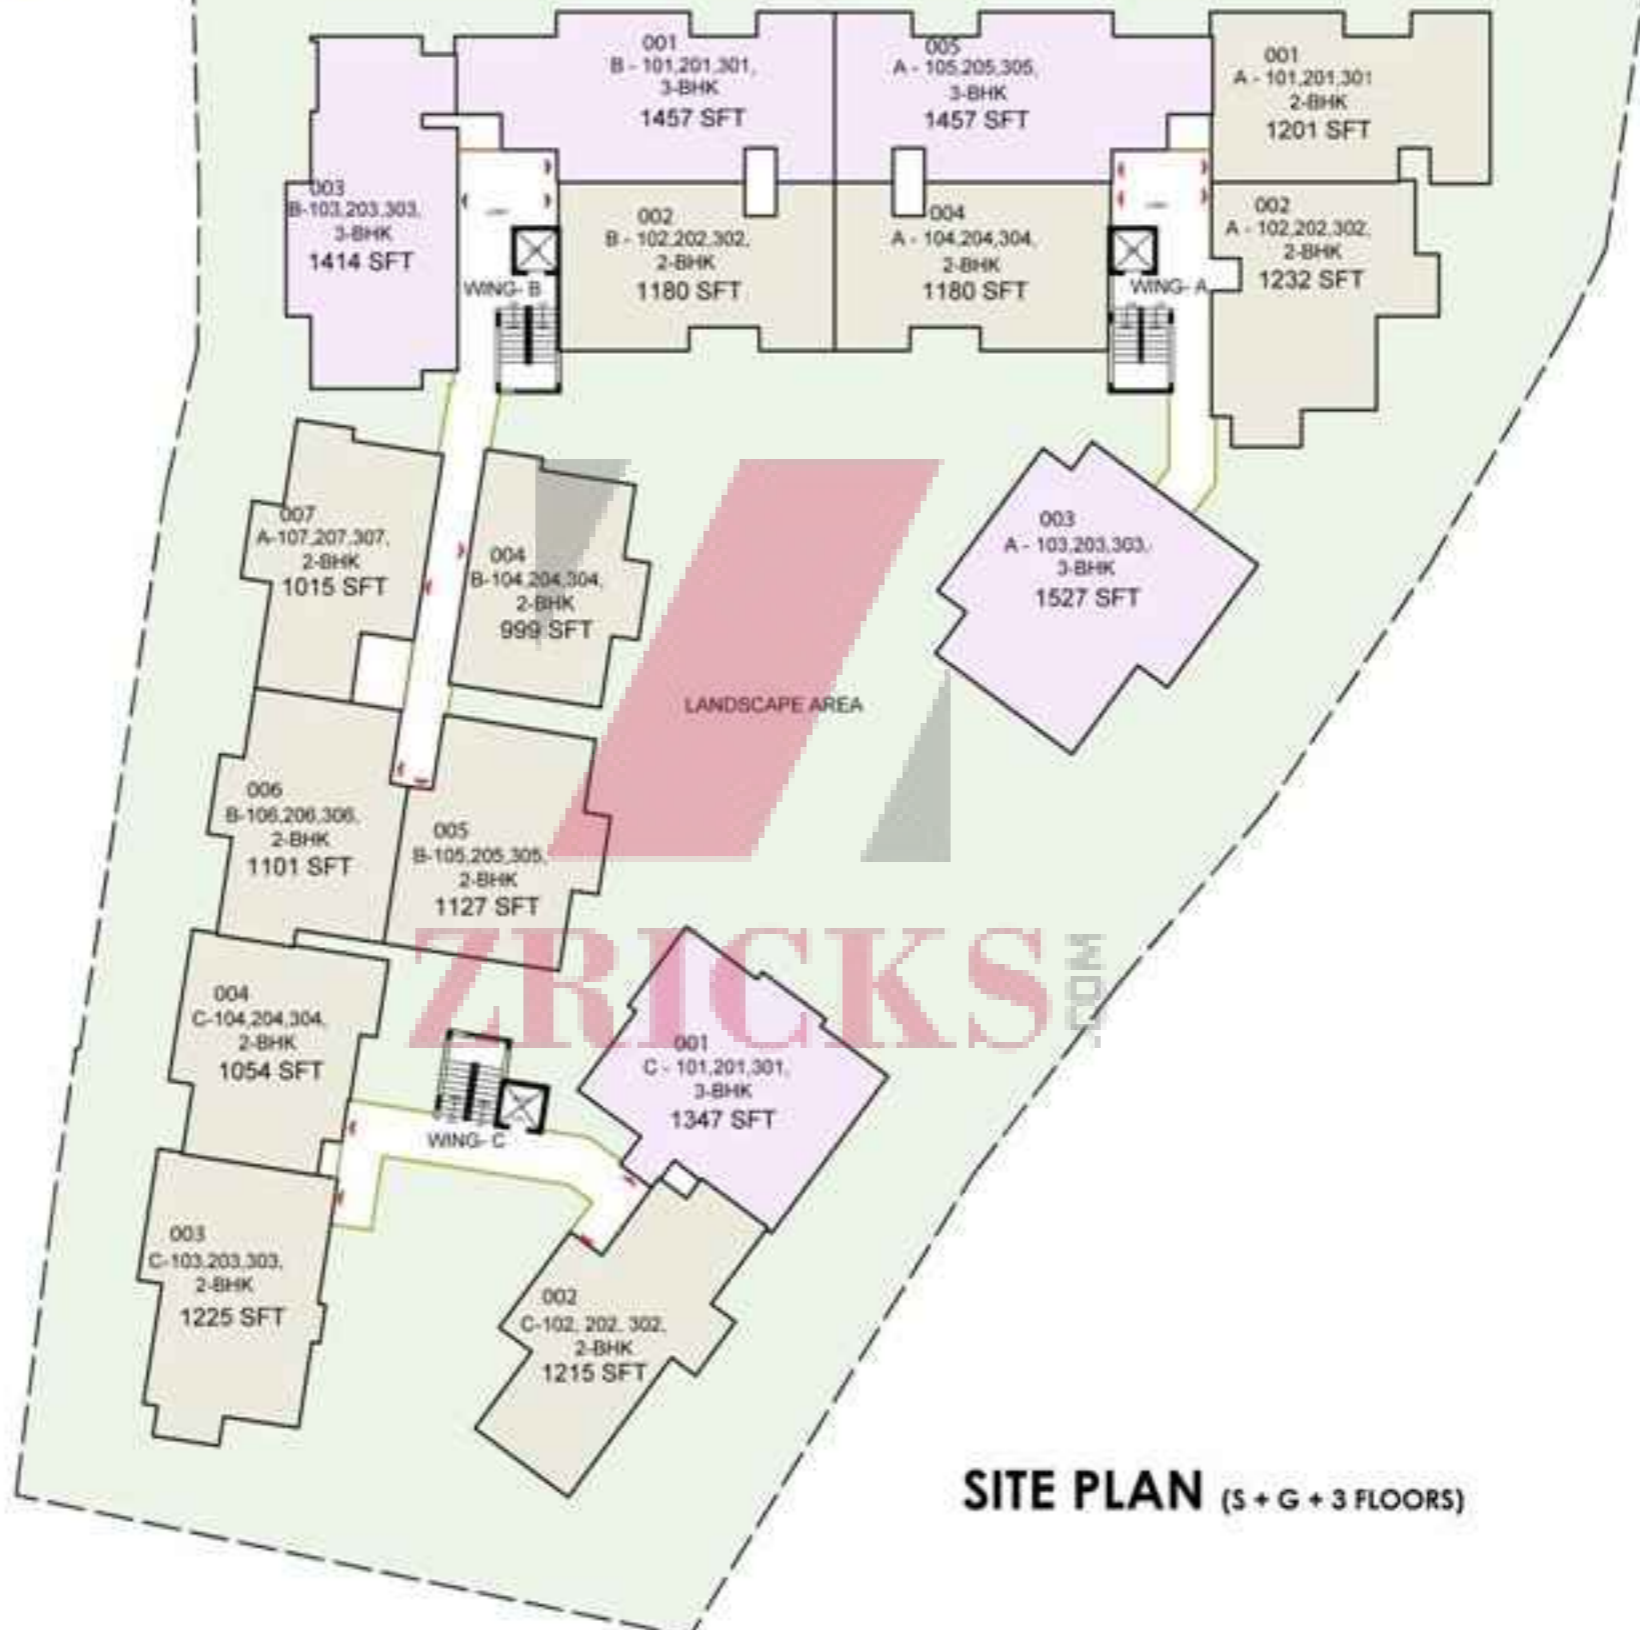 001
B - 101,201,301,
3-BHK
1457 SFT
005
A - 105,205,305,
3-BHK
1457 SFT
001
A - 101,201,301
2-BHK
1201 SFT
003
B-103,203,303,
3-BHK
1414 SFT
002
B - 102,202,302,
2-BHK
1180 SFT
004
A - 104,204,304,
2-BHK
1180 SFT
002
A - 102,202,302,
2-BHK
1232 SFT
WING- B
WING- A
007
A-107,207,307,
2-BHK
1015 SFT
004
B-104,204,304,
2-BHK
999 SFT
003
A - 103,203,303,
3-BHK
1527 SFT
LANDSCAPE AREA
006
B-106,206,306,
2-BHK
1101 SFT
005
B-105,205,305,
2-BHK
1127 SFT
ZRICKS.COM
004
C-104,204,304,
2-BHK
1054 SFT
001
C - 101,201,301,
3-BHK
1347 SFT
WING- C
003
C-103,203,303,
2-BHK
1225 SFT
002
C-102, 202, 302,
2-BHK
1215 SFT
SITE PLAN (S + G + 3 FLOORS)